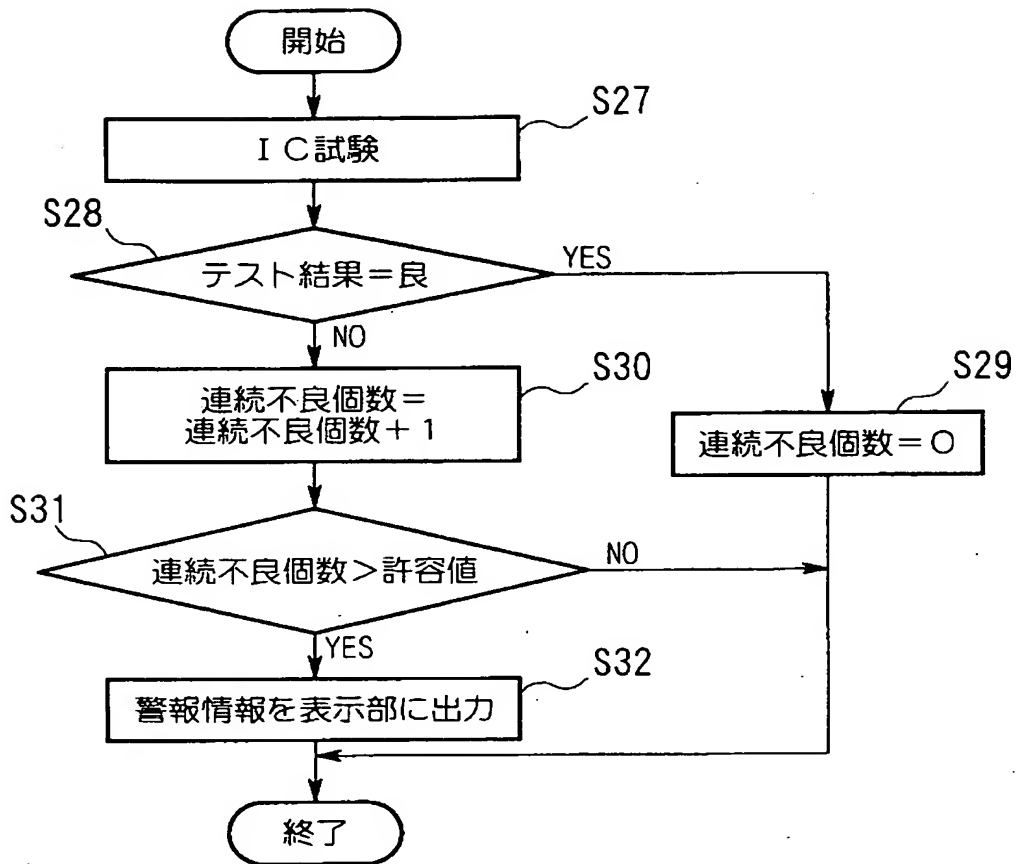 開始
S27
IC試験
S28
テスト結果=良
YES
NO
S30
連続不良個数=
連続不良個数+1
S29
連続不良個数=0
S31
連続不良個数>許容値
NO
YES
S32
警報情報を表示部に出力
終了